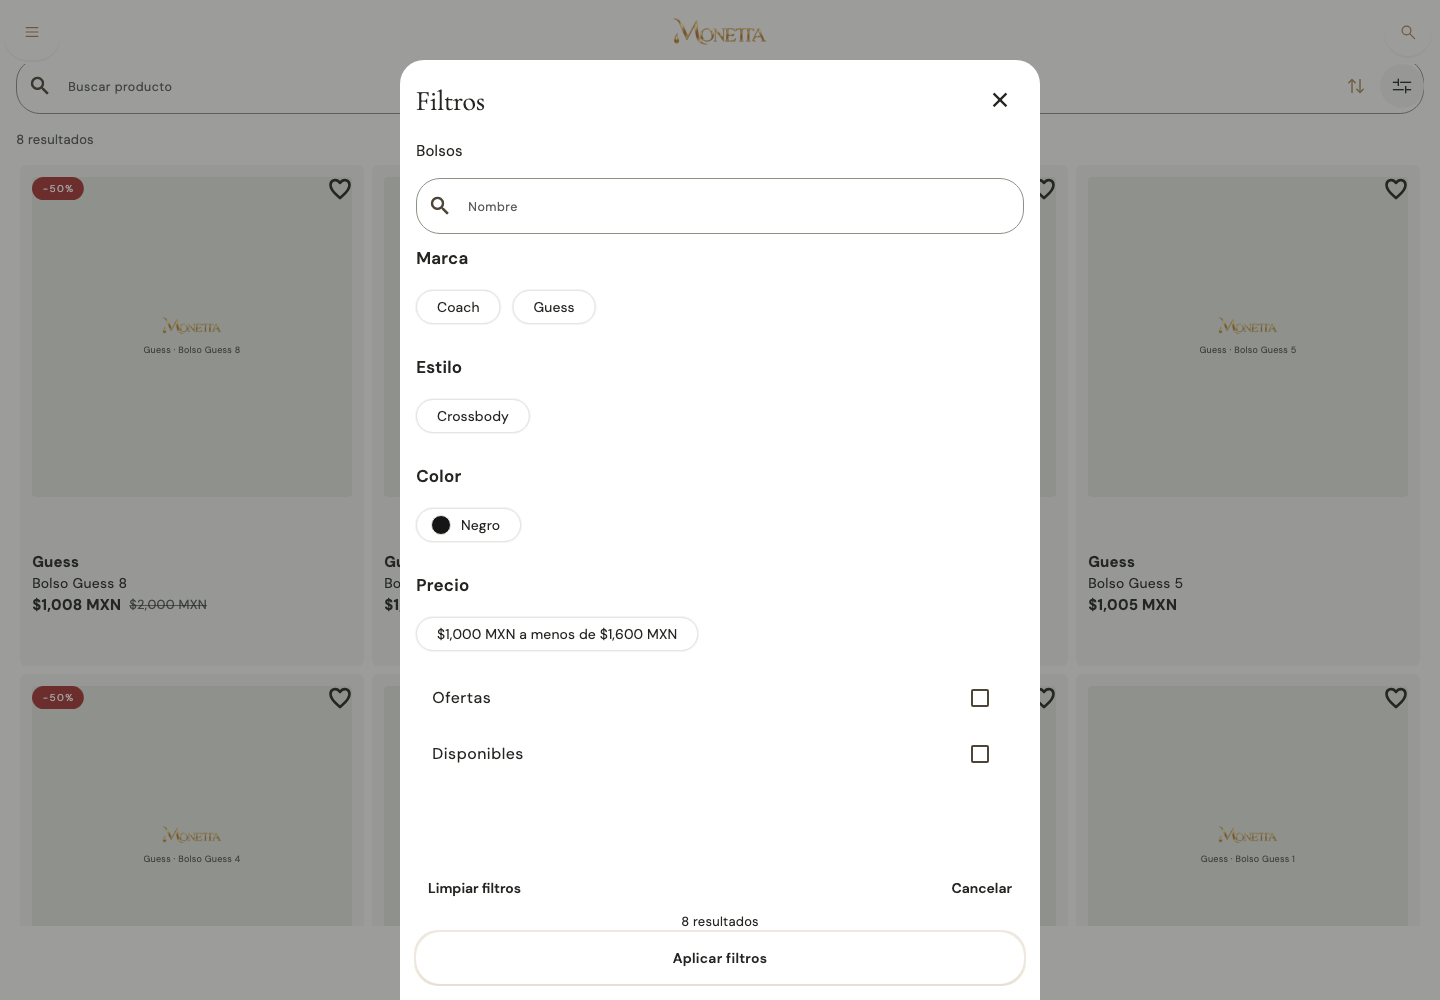 MONETTA
Buscar producto
8 resultados
Filtros
Bolsos
Nombre
Marca
Coach
Guess
Estilo
Crossbody
Color
Negro
Precio
$1,000 MXN a menos de $1,600 MXN
Ofertas
Disponibles
Limpiar filtros
Cancelar
8 resultados
Aplicar filtros
-50%
MONETTA
Guess · Bolso Guess 8
Guess
Bolso Guess 8
$1,008 MXN $2,000 MXN
MONETTA
Guess · Bolso Guess 5
Guess
Bolso Guess 5
$1,005 MXN
-50%
MONETTA
Guess · Bolso Guess 4
MONETTA
Guess · Bolso Guess 1